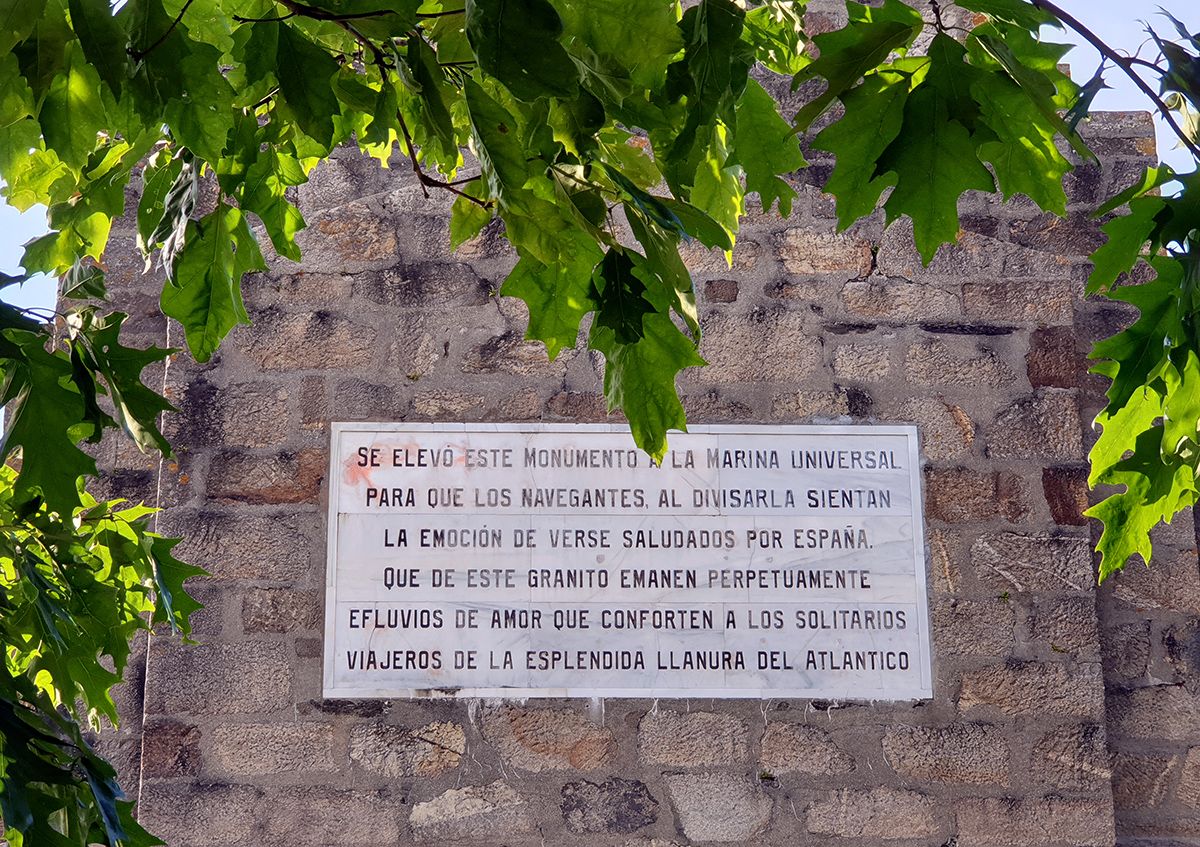 SE ELEVÓ ESTE MONUMENTO A LA MARINA UNIVERSAL
PARA QUE LOS NAVEGANTES, AL DIVISARLA SIENTAN
LA EMOCIÓN DE VERSE SALUDADOS POR ESPAÑA.
QUE DE ESTE GRANITO EMANEN PERPETUAMENTE
EFLUVIOS DE AMOR QUE CONFORTEN A LOS SOLITARIOS
VIAJEROS DE LA ESPLENDIDA LLANURA DEL ATLANTICO